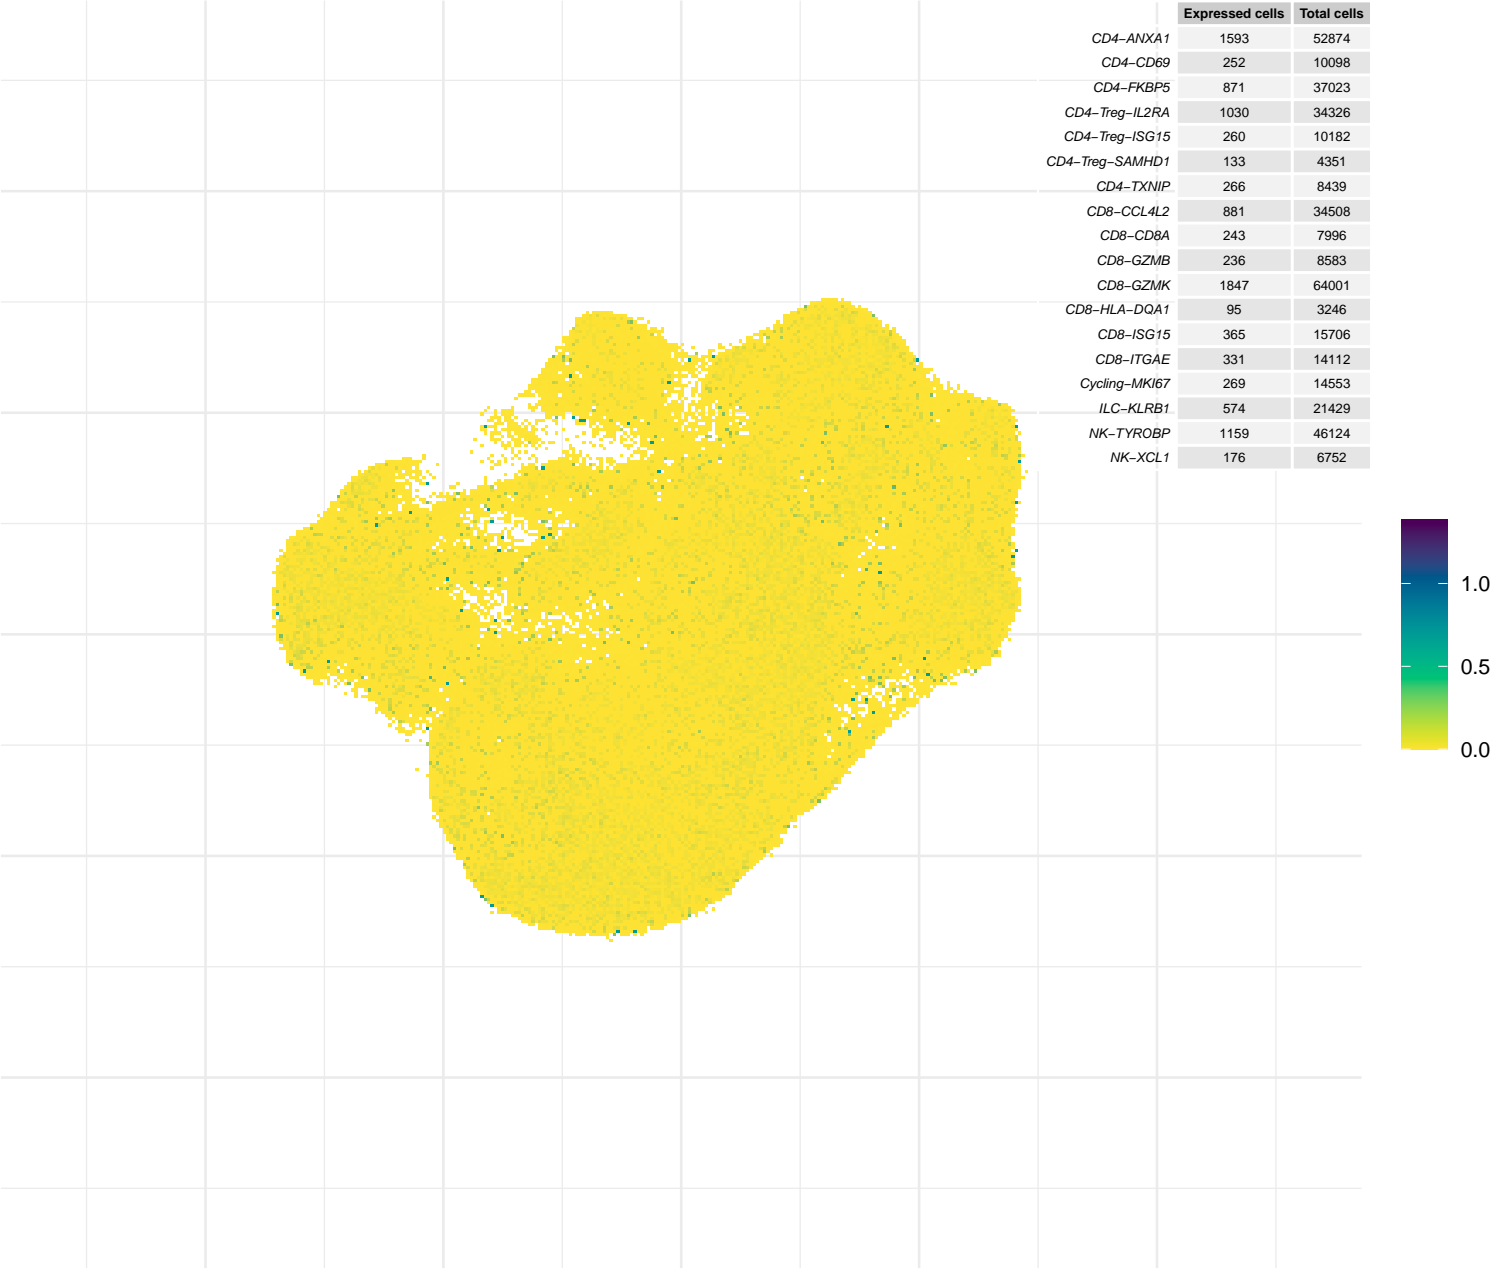 Expressed cells Total cells
CD4−ANXA1 1593 52874
CD4−CD69 252 10098
CD4−FKBP5 871 37023
CD4−Treg−IL2RA 1030 34326
CD4−Treg−ISG15 260 10182
CD4−Treg−SAMHD1 133 4351
CD4−TXNIP 266 8439
CD8−CCL4L2 881 34508
CD8−CD8A 243 7996
CD8−GZMB 236 8583
CD8−GZMK 1847 64001
CD8−HLA−DQA1 95 3246
CD8−ISG15 365 15706
CD8−ITGAE 331 14112
Cycling−MKI67 269 14553
ILC−KLRB1 574 21429
NK−TYROBP 1159 46124
NK−XCL1 176 6752
1.0
0.5
0.0